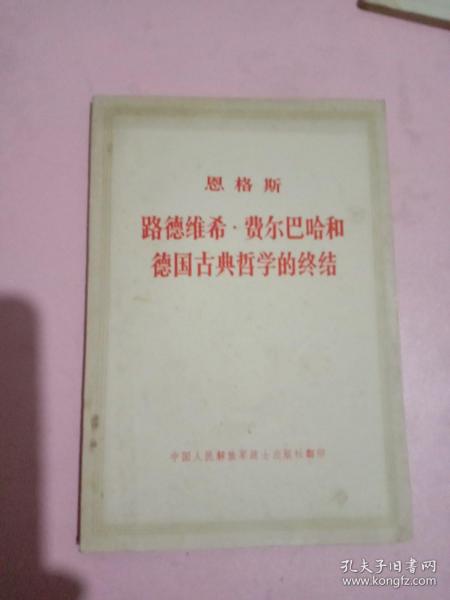 恩格斯
路德维希·费尔巴哈和
德国古典哲学的终结
中国人民解放军战士出版社翻印
孔夫子旧书网
www.kongfz.com